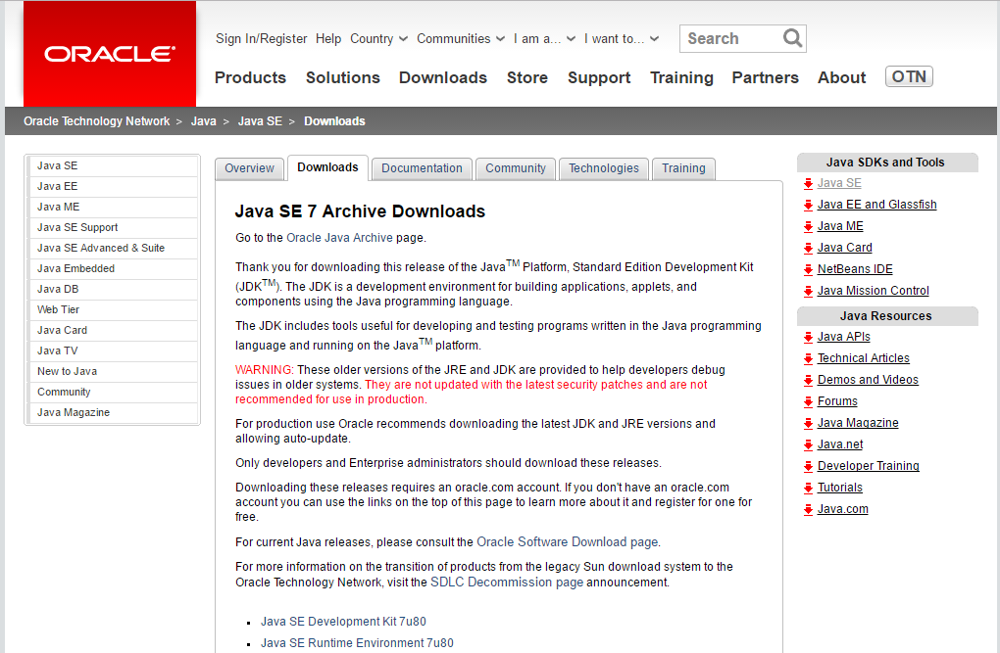 ORACLE
Sign In/Register Help Country Communities I am a... I want to... Search
Products Solutions Downloads Store Support Training Partners About OTN
Oracle Technology Network > Java > Java SE > Downloads
Java SE
Java EE
Java ME
Java SE Support
Java SE Advanced & Suite
Java Embedded
Java DB
Web Tier
Java Card
Java TV
New to Java
Community
Java Magazine
Overview Downloads Documentation Community Technologies Training
Java SE 7 Archive Downloads
Go to the Oracle Java Archive page.
Thank you for downloading this release of the Java™ Platform, Standard Edition Development Kit
(JDK™). The JDK is a development environment for building applications, applets, and
components using the Java programming language.
The JDK includes tools useful for developing and testing programs written in the Java programming
language and running on the Java™ platform.
WARNING: These older versions of the JRE and JDK are provided to help developers debug
issues in older systems. They are not updated with the latest security patches and are not
recommended for use in production.
For production use Oracle recommends downloading the latest JDK and JRE versions and
allowing auto-update.
Only developers and Enterprise administrators should download these releases.
Downloading these releases requires an oracle.com account. If you don't have an oracle.com
account you can use the links on the top of this page to learn more about it and register for one for
free.
For current Java releases, please consult the Oracle Software Download page.
For more information on the transition of products from the legacy Sun download system to the
Oracle Technology Network, visit the SDLC Decommission page announcement.
Java SE Development Kit 7u80
Java SE Runtime Environment 7u80
Java SDKs and Tools
Java SE
Java EE and Glassfish
Java ME
Java Card
NetBeans IDE
Java Mission Control
Java Resources
Java APIs
Technical Articles
Demos and Videos
Forums
Java Magazine
Java.net
Developer Training
Tutorials
Java.com